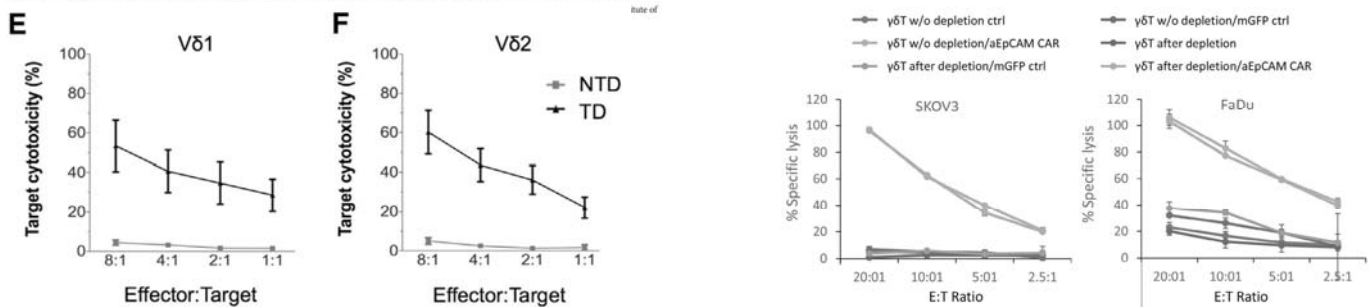 itute of
E
Vδ1
Target cytotoxicity (%)
100
80
60
40
20
0
8:1 4:1 2:1 1:1
Effector:Target
F
Vδ2
Target cytotoxicity (%)
100
80
60
40
20
0
8:1 4:1 2:1 1:1
Effector:Target
NTD
TD
γδT w/o depletion ctrl
γδT w/o depletion/aEpCAM CAR
γδT after depletion/mGFP ctrl
γδT w/o depletion/mGFP ctrl
γδT after depletion
γδT after depletion/aEpCAM CAR
SKOV3
% Specific lysis
120
100
80
60
40
20
0
20:01 10:01 5:01 2.5:1
E:T Ratio
FaDu
% Specific lysis
120
100
80
60
40
20
0
20:01 10:01 5:01 2.5:1
E:T Ratio